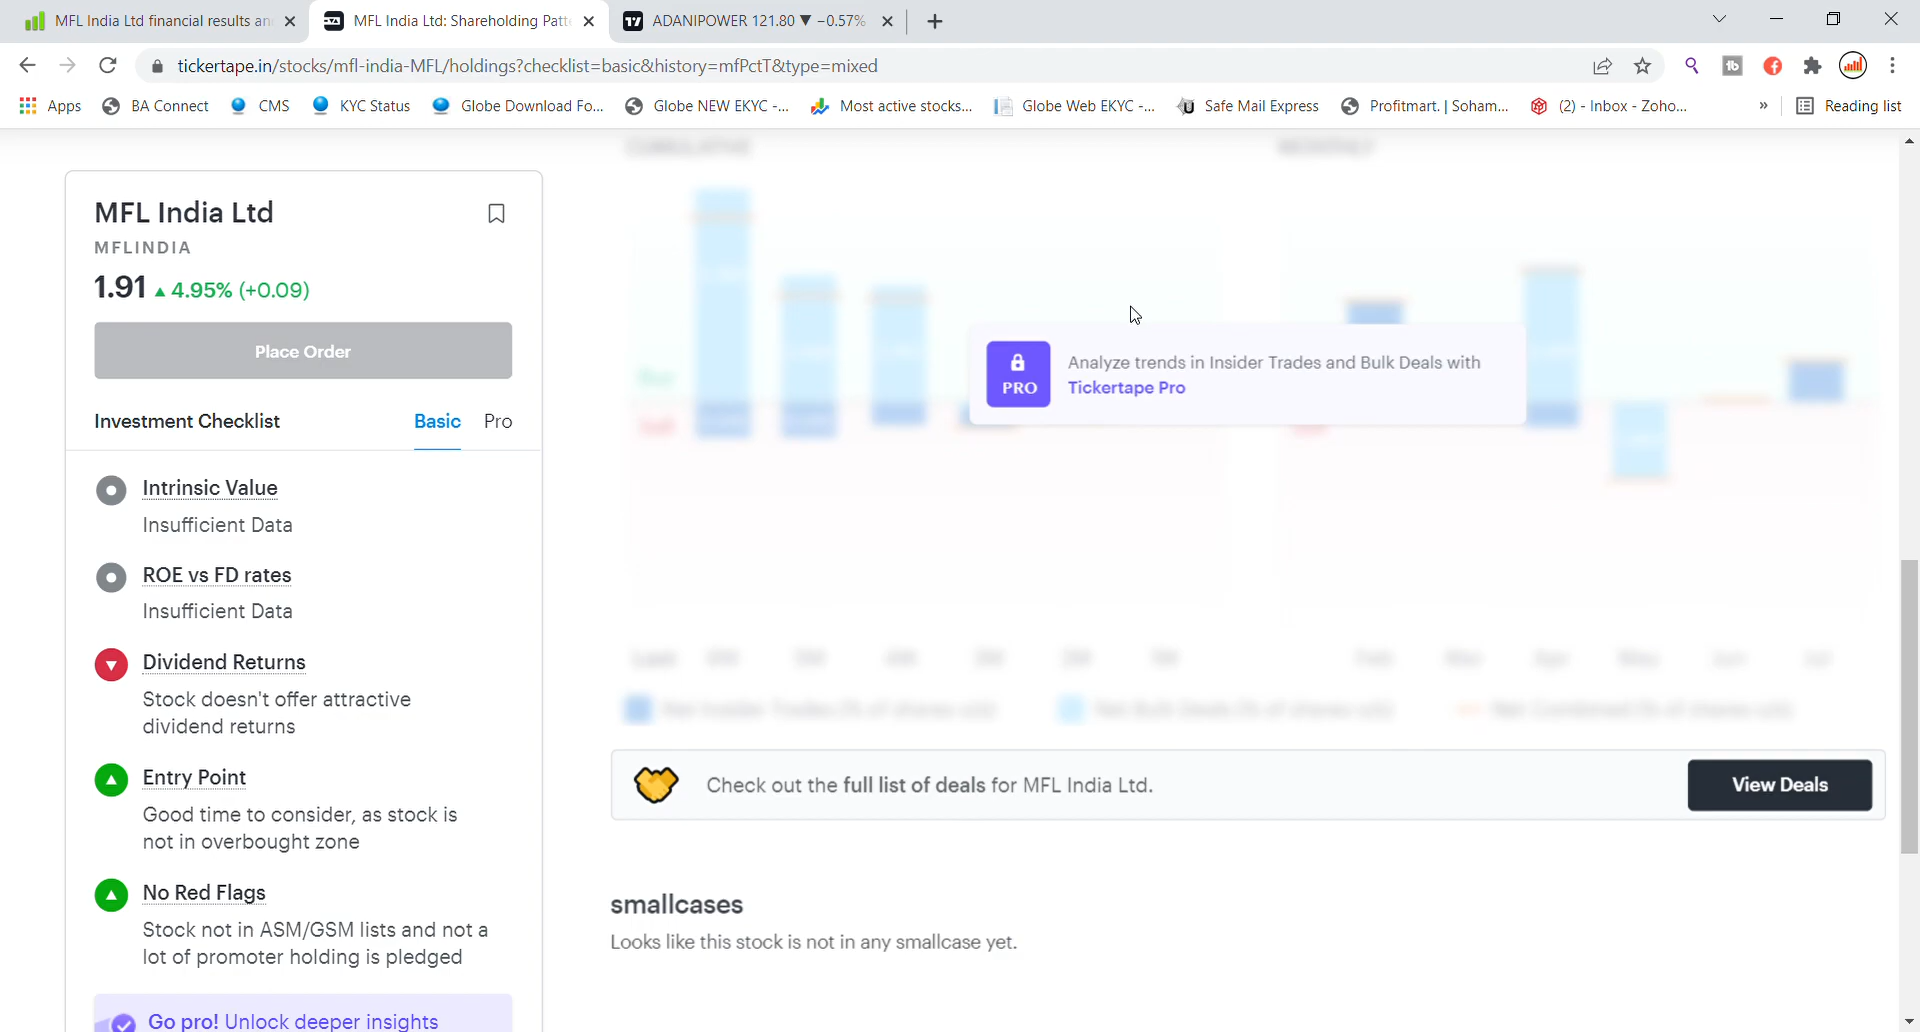 MFL India Ltd financial results an
MFL India Ltd: Shareholding Patt
ADANIPOWER 121.80 ▼ −0.57%
tickertape.in/stocks/mfl-india-MFL/holdings?checklist=basic&history=mfPctT&type=mixed
Apps
BA Connect
CMS
KYC Status
Globe Download Fo...
Globe NEW EKYC -...
Most active stocks...
Globe Web EKYC -...
Safe Mail Express
Profitmart. | Soham...
(2) - Inbox - Zoho...
»
Reading list
MFL India Ltd
MFLINDIA
1.91 ▲ 4.95% (+0.09)
Place Order
Investment Checklist
Basic
Pro
Intrinsic Value
Insufficient Data
ROE vs FD rates
Insufficient Data
Dividend Returns
Stock doesn't offer attractive
dividend returns
Entry Point
Good time to consider, as stock is
not in overbought zone
No Red Flags
Stock not in ASM/GSM lists and not a
lot of promoter holding is pledged
Go pro! Unlock deeper insights
CUMULATIVE
MONTHLY
PRO
Analyze trends in Insider Trades and Bulk Deals with
Tickertape Pro
Check out the full list of deals for MFL India Ltd.
View Deals
smallcases
Looks like this stock is not in any smallcase yet.